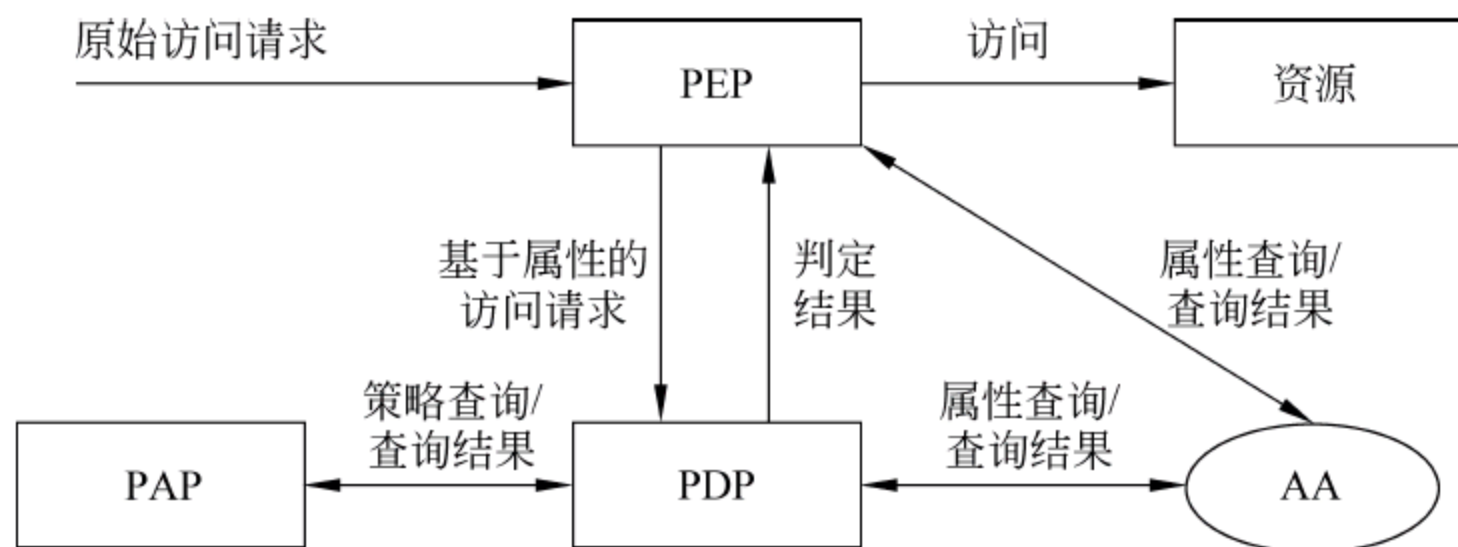 原始访问请求
PEP
访问
资源
基于属性的
访问请求
判定
结果
属性查询/
查询结果
策略查询/
查询结果
属性查询/
查询结果
PAP
PDP
AA